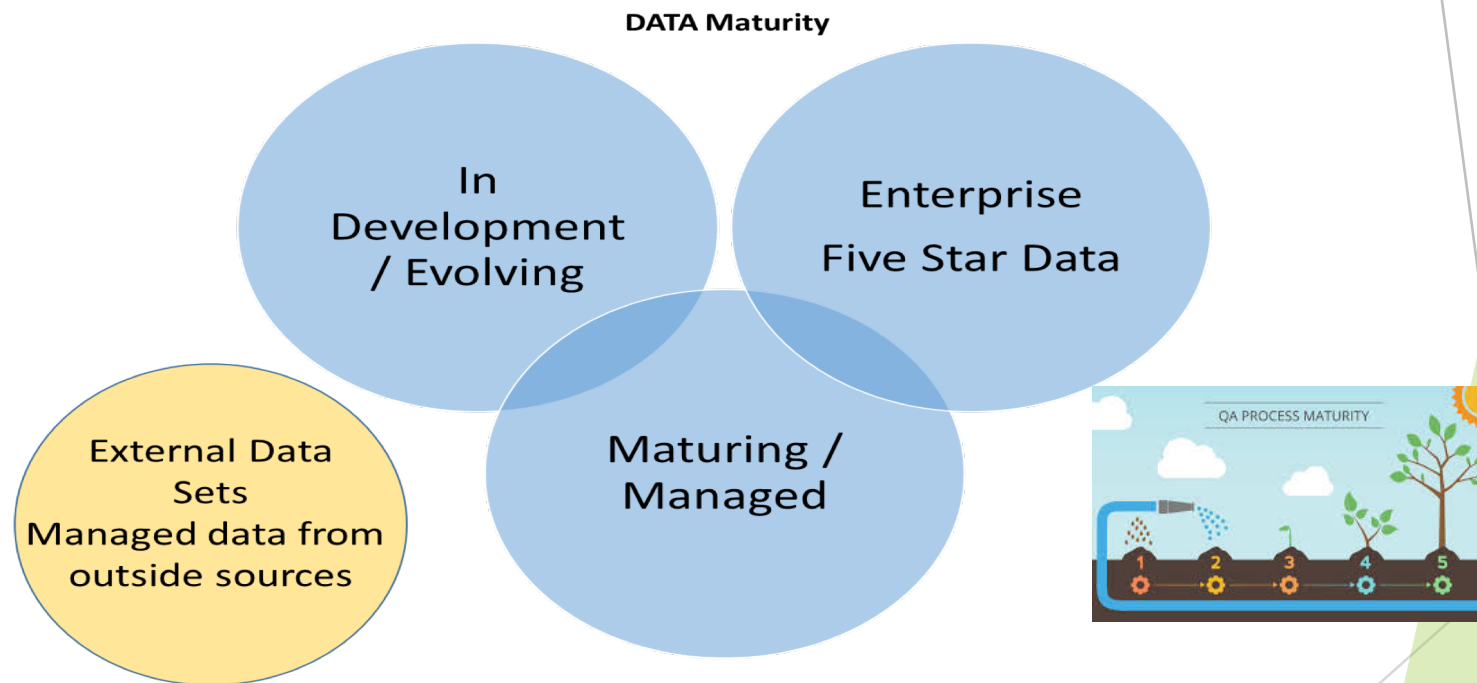 DATA Maturity
In
Development
/ Evolving
Enterprise
Five Star Data
Maturing /
Managed
External Data
Sets
Managed data from
outside sources
QA PROCESS MATURITY
1 2 3 4 5